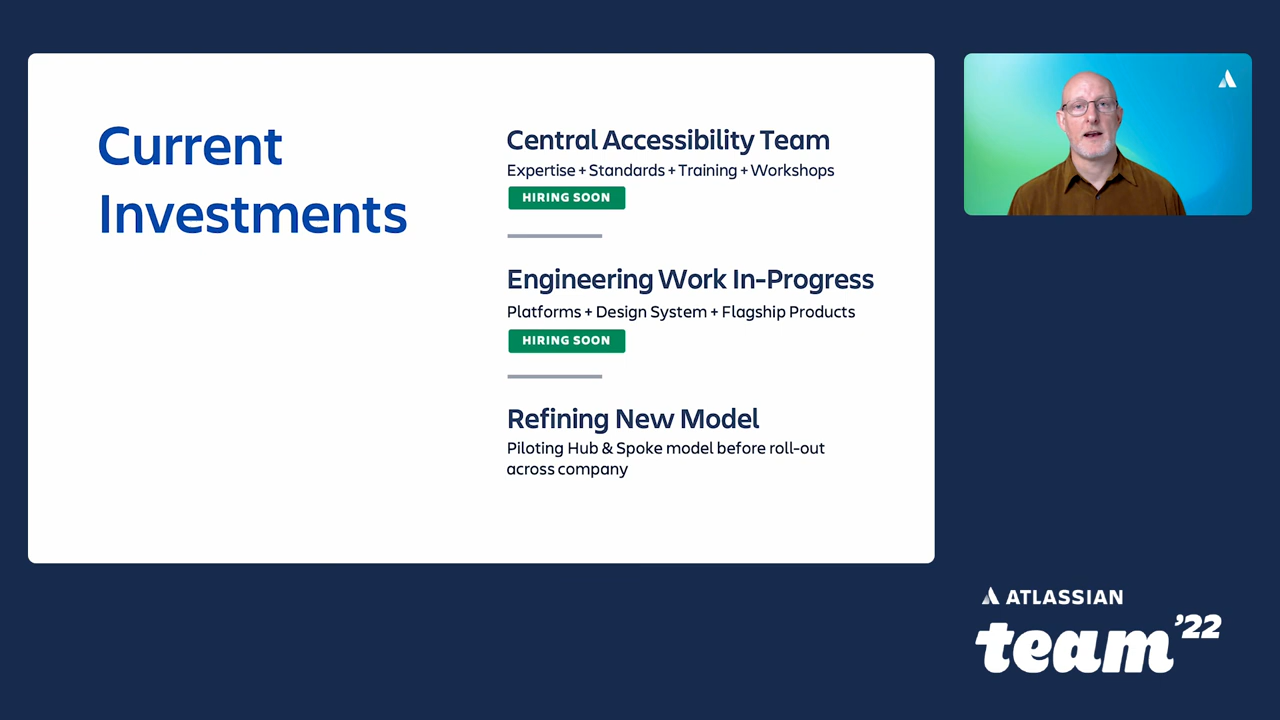 Current
Investments
Central Accessibility Team
Expertise + Standards + Training + Workshops
HIRING SOON
Engineering Work In-Progress
Platforms + Design System + Flagship Products
HIRING SOON
Refining New Model
Piloting Hub & Spoke model before roll-out
across company
ATLASSIAN
team '22